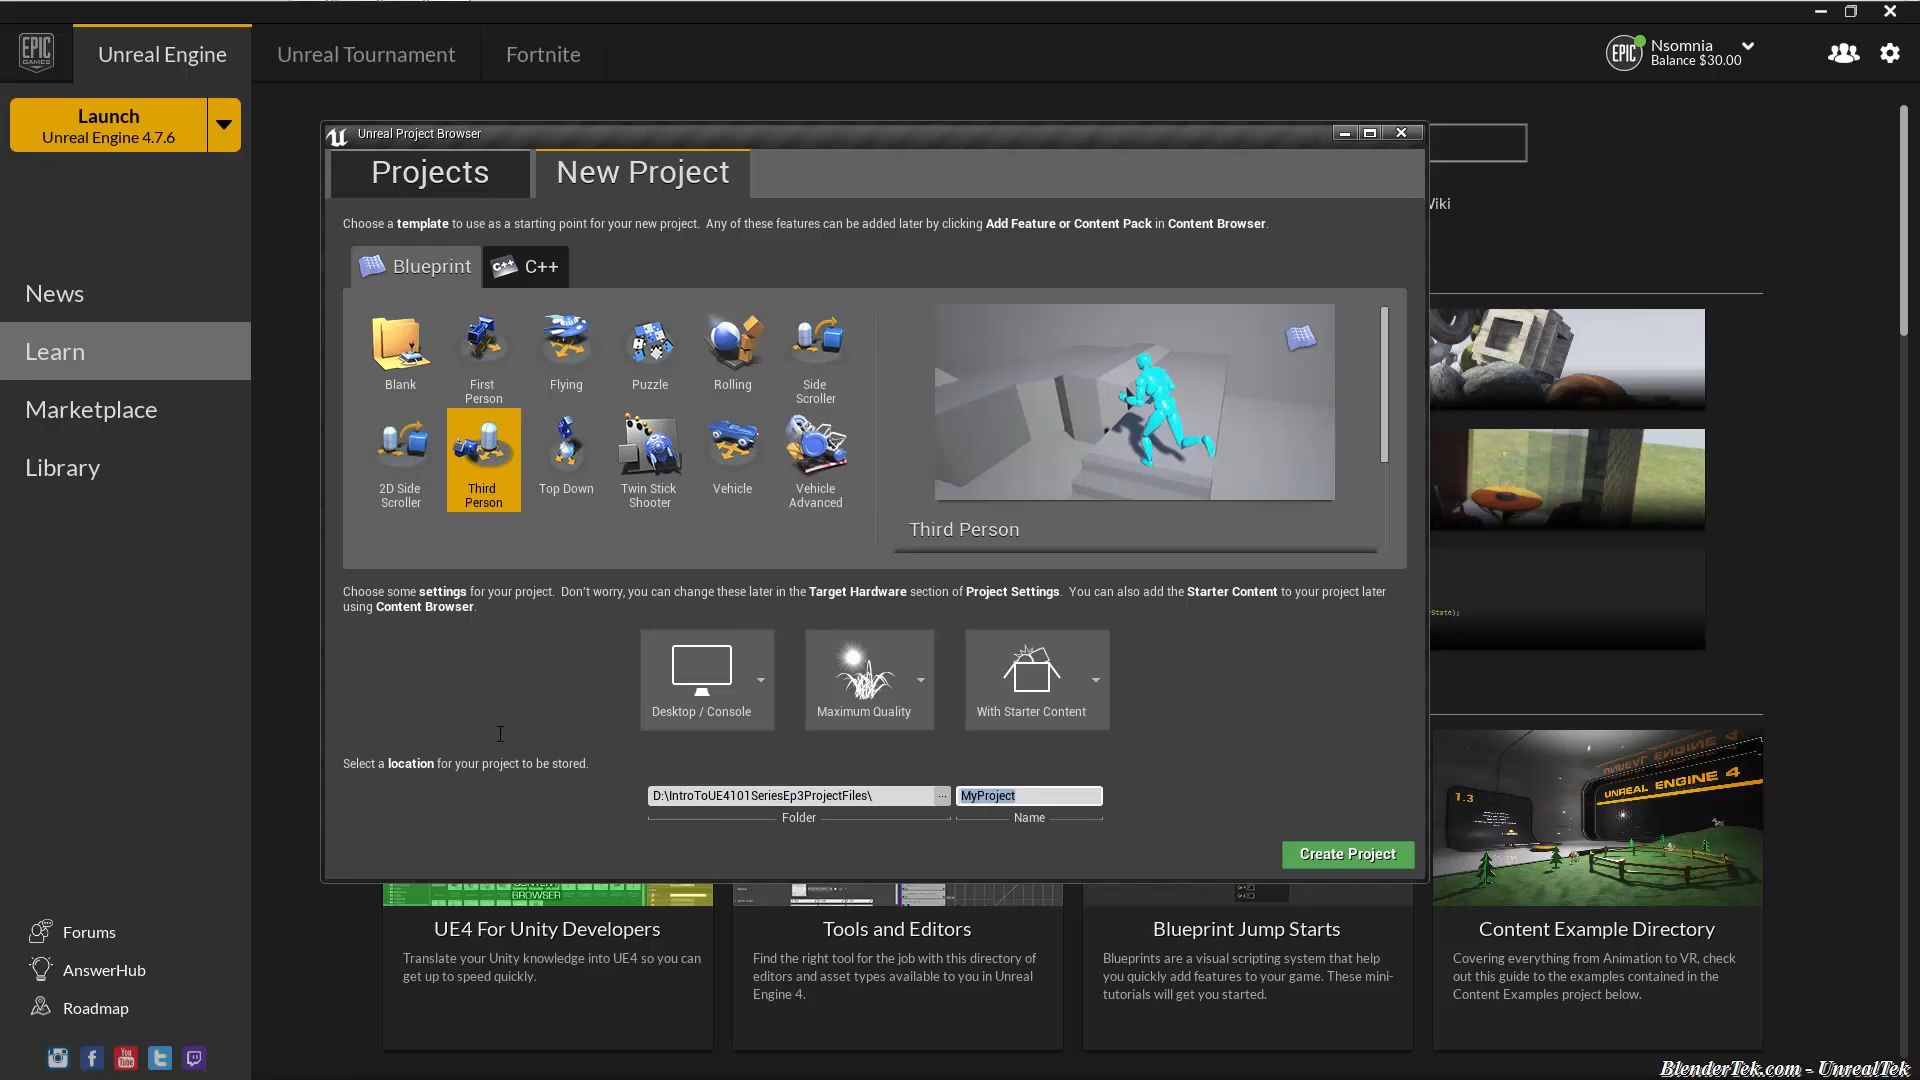 EPIC GAMES
Unreal Engine
Unreal Tournament
Fortnite
EPIC
Nsomnia
Balance $30.00
Launch
Unreal Engine 4.7.6
News
Learn
Marketplace
Library
Forums
AnswerHub
Roadmap
Unreal Project Browser
Projects
New Project
Choose a template to use as a starting point for your new project. Any of these features can be added later by clicking Add Feature or Content Pack in Content Browser.
Blueprint
C++
C++
Blank
First Person
Flying
Puzzle
Rolling
Side Scroller
2D Side Scroller
Third Person
Top Down
Twin Stick Shooter
Vehicle
Vehicle Advanced
Third Person
Choose some settings for your project. Don't worry, you can change these later in the Target Hardware section of Project Settings. You can also add the Starter Content to your project later
using Content Browser.
Desktop / Console
Maximum Quality
With Starter Content
Select a location for your project to be stored.
D:\IntroToUE4101SeriesEp3ProjectFiles\
...
MyProject
Folder
Name
Create Project
Wiki
State);
1.3
UNREAL ENGINE 4
UNREAL ENGINE 4
CONTENT
BROWSER
UE4 For Unity Developers
Translate your Unity knowledge into UE4 so you can
get up to speed quickly.
Tools and Editors
Find the right tool for the job with this directory of
editors and asset types available to you in Unreal
Engine 4.
Blueprint Jump Starts
Blueprints are a visual scripting system that help
you quickly add features to your game. These mini-
tutorials will get you started.
Content Example Directory
Covering everything from Animation to VR, check
out this guide to the examples contained in the
Content Examples project below.
You Tube
BlenderTek.com - UnrealTek